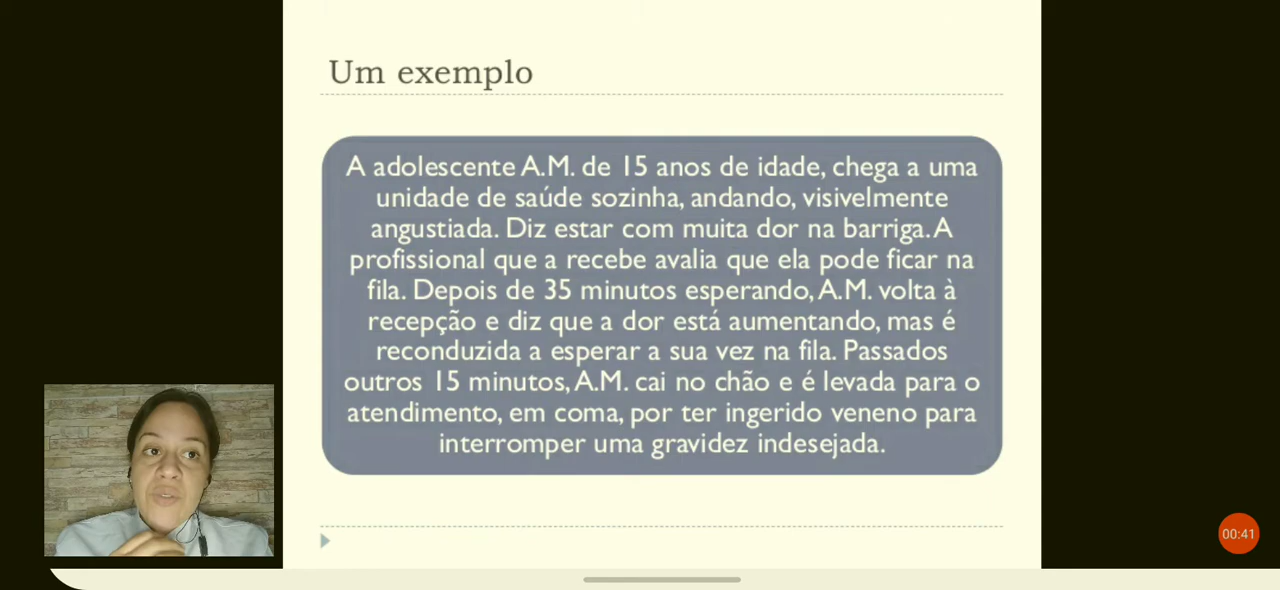 Um exemplo
A adolescente A.M. de 15 anos de idade, chega a uma
unidade de saúde sozinha, andando, visivelmente
angustiada. Diz estar com muita dor na barriga. A
profissional que a recebe avalia que ela pode ficar na
fila. Depois de 35 minutos esperando, A.M. volta à
recepção e diz que a dor está aumentando, mas é
reconduzida a esperar a sua vez na fila. Passados
outros 15 minutos, A.M. cai no chão e é levada para o
atendimento, em coma, por ter ingerido veneno para
interromper uma gravidez indesejada.
00:41